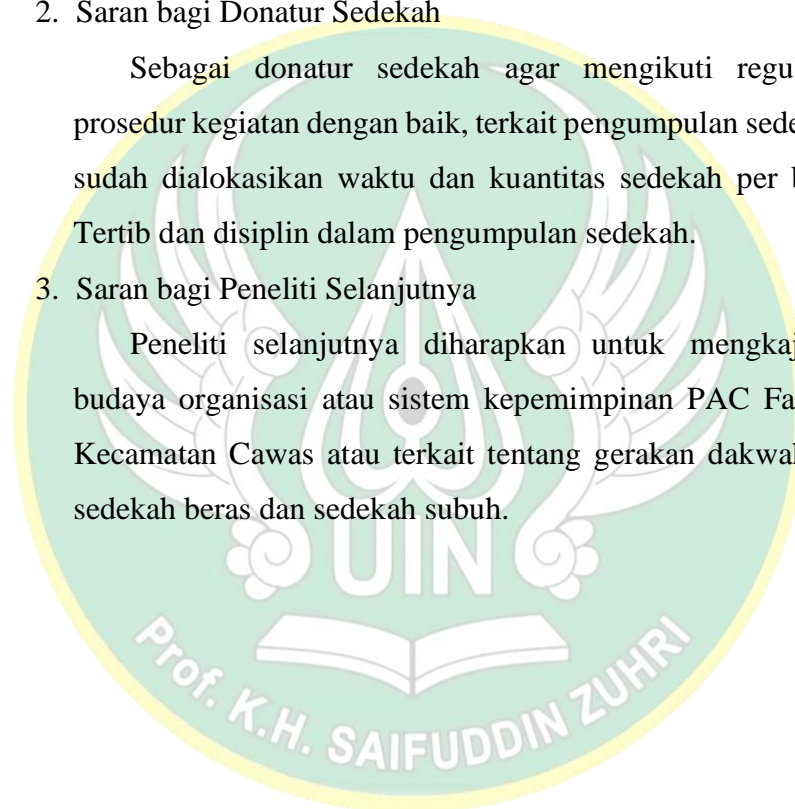 2. Saran bagi Donatur Sedekah
Sebagai donatur sedekah agar mengikuti regu
prosedur kegiatan dengan baik, terkait pengumpulan sede
sudah dialokasikan waktu dan kuantitas sedekah per
Tertib dan disiplin dalam pengumpulan sedekah.
3. Saran bagi Peneliti Selanjutnya
Peneliti selanjutnya diharapkan untuk mengkaj
budaya organisasi atau sistem kepemimpinan PAC Fa
Kecamatan Cawas atau terkait tentang gerakan dakwa
sedekah beras dan sedekah subuh.
UIN
Prof. K.H. SAIFUDDIN ZUHRI